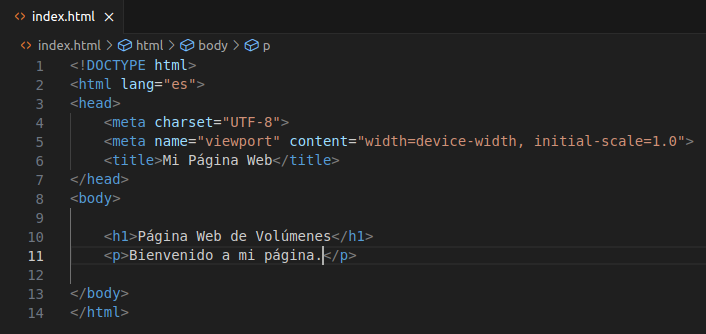 <> index.html ×
<> index.html > html > body > p
1 <!DOCTYPE html>
2 <html lang="es">
3 <head>
4     <meta charset="UTF-8">
5     <meta name="viewport" content="width=device-width, initial-scale=1.0">
6     <title>Mi Página Web</title>
7 </head>
8 <body>
9
10     <h1>Página Web de Volúmenes</h1>
11     <p>Bienvenido a mi página.</p>
12
13 </body>
14 </html>